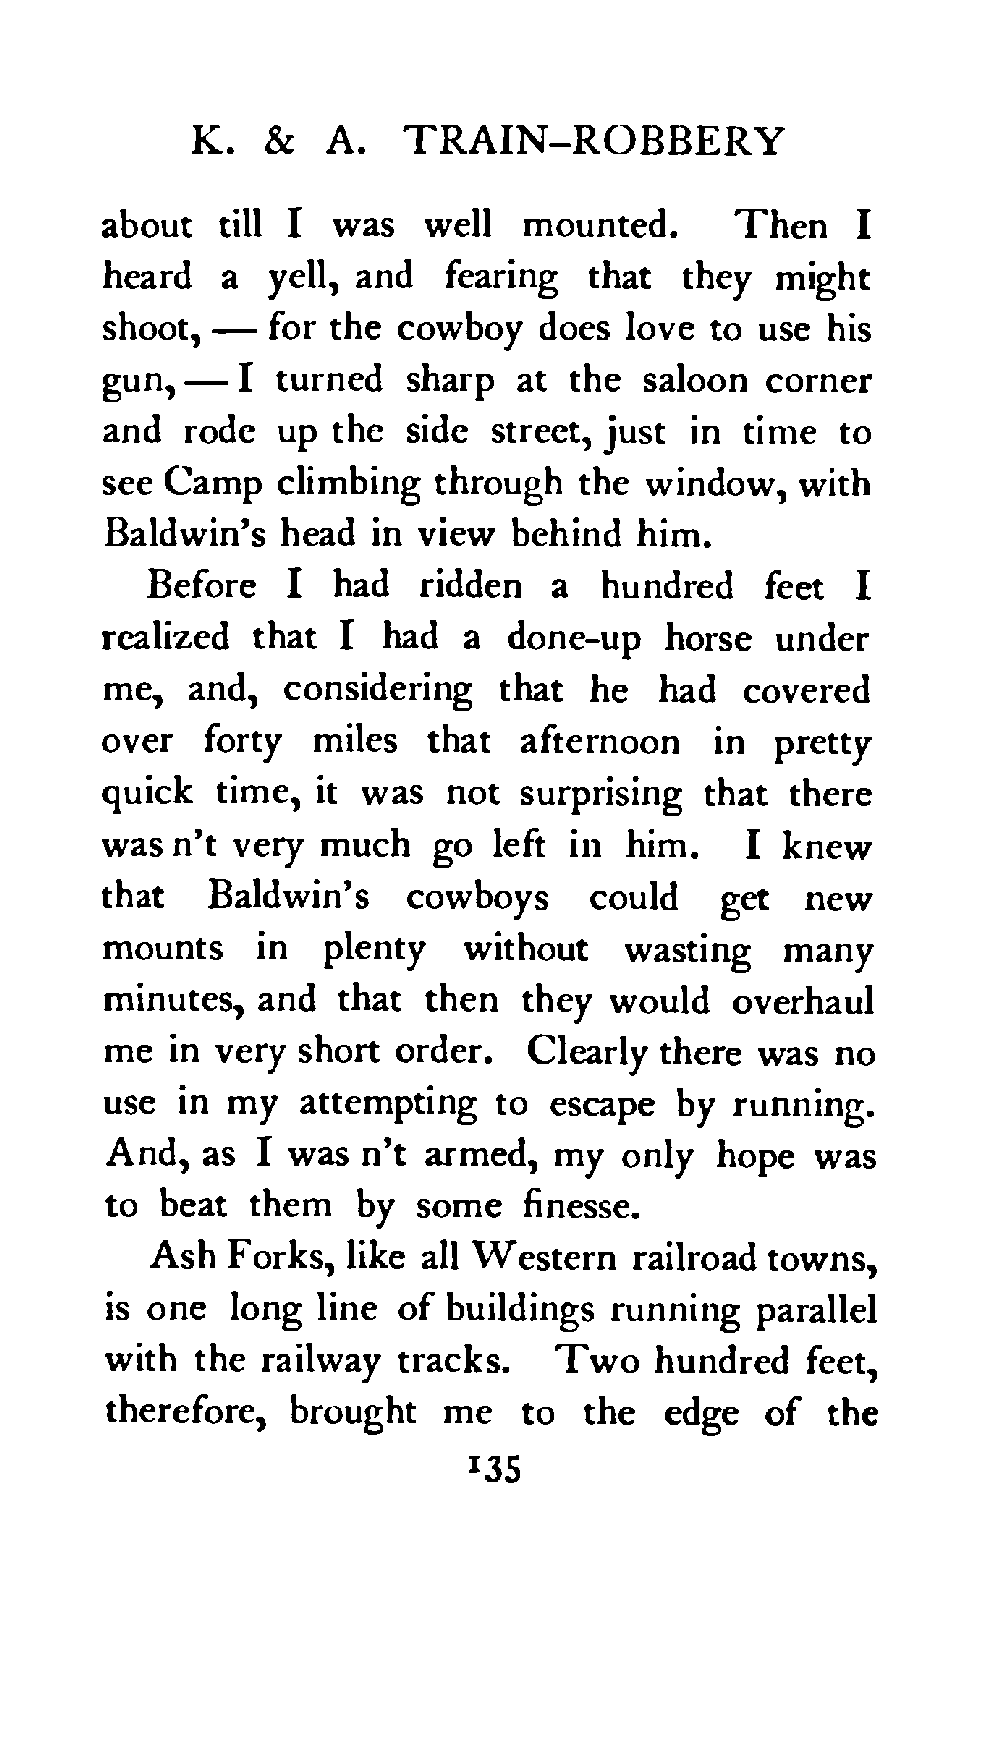 K. & A. TRAIN-ROBBERY
about till I was well mounted. Then I
heard a yell, and fearing that they might
shoot, — for the cowboy does love to use his
gun, — I turned sharp at the saloon corner
and rode up the side street, just in time to
see Camp climbing through the window, with
Baldwin's head in view behind him.
Before I had ridden a hundred feet I
realized that I had a done-up horse under
me, and, considering that he had covered
over forty miles that afternoon in pretty
quick time, it was not surprising that there
was n't very much go left in him. I knew
that Baldwin's cowboys could get new
mounts in plenty without wasting many
minutes, and that then they would overhaul
me in very short order. Clearly there was no
use in my attempting to escape by running.
And, as I was n't armed, my only hope was
to beat them by some finesse.
Ash Forks, like all Western railroad towns,
is one long line of buildings running parallel
with the railway tracks. Two hundred feet,
therefore, brought me to the edge of the
135